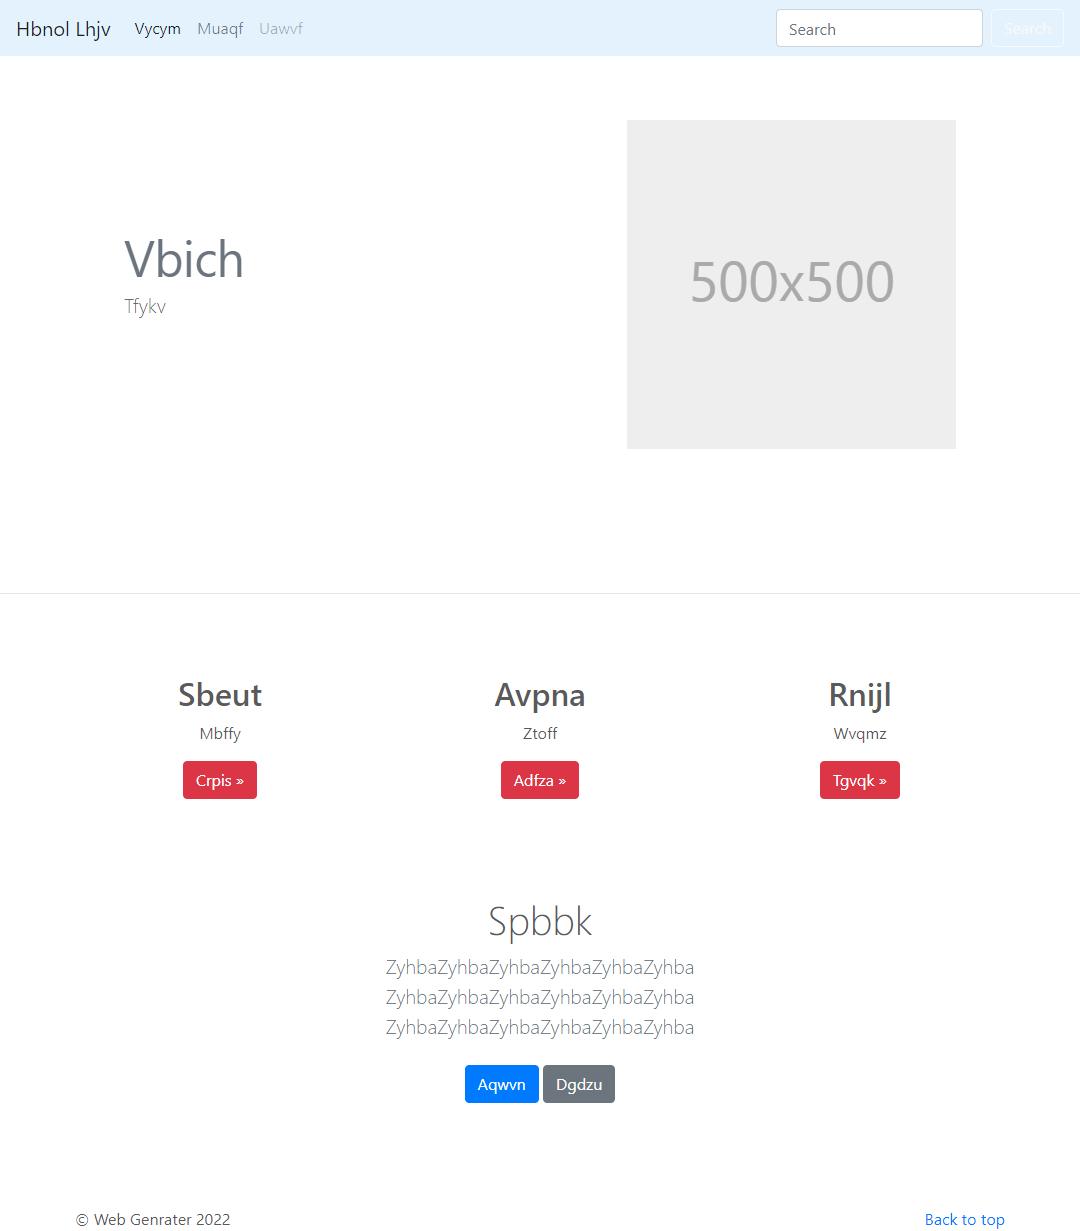 Hbnol Lhjv Vycym Muaqf Uawvf Search Search
Vbich
Tfykv
500x500
Sbeut Avpna Rnijl
Mbffy Ztoff Wvqmz
Crpis » Adfza » Tgvqk »
Spbbk
ZyhbaZyhbaZyhbaZyhbaZyhbaZyhba
ZyhbaZyhbaZyhbaZyhbaZyhbaZyhba
ZyhbaZyhbaZyhbaZyhbaZyhbaZyhba
Aqwvn Dgdzu
© Web Genrater 2022 Back to top